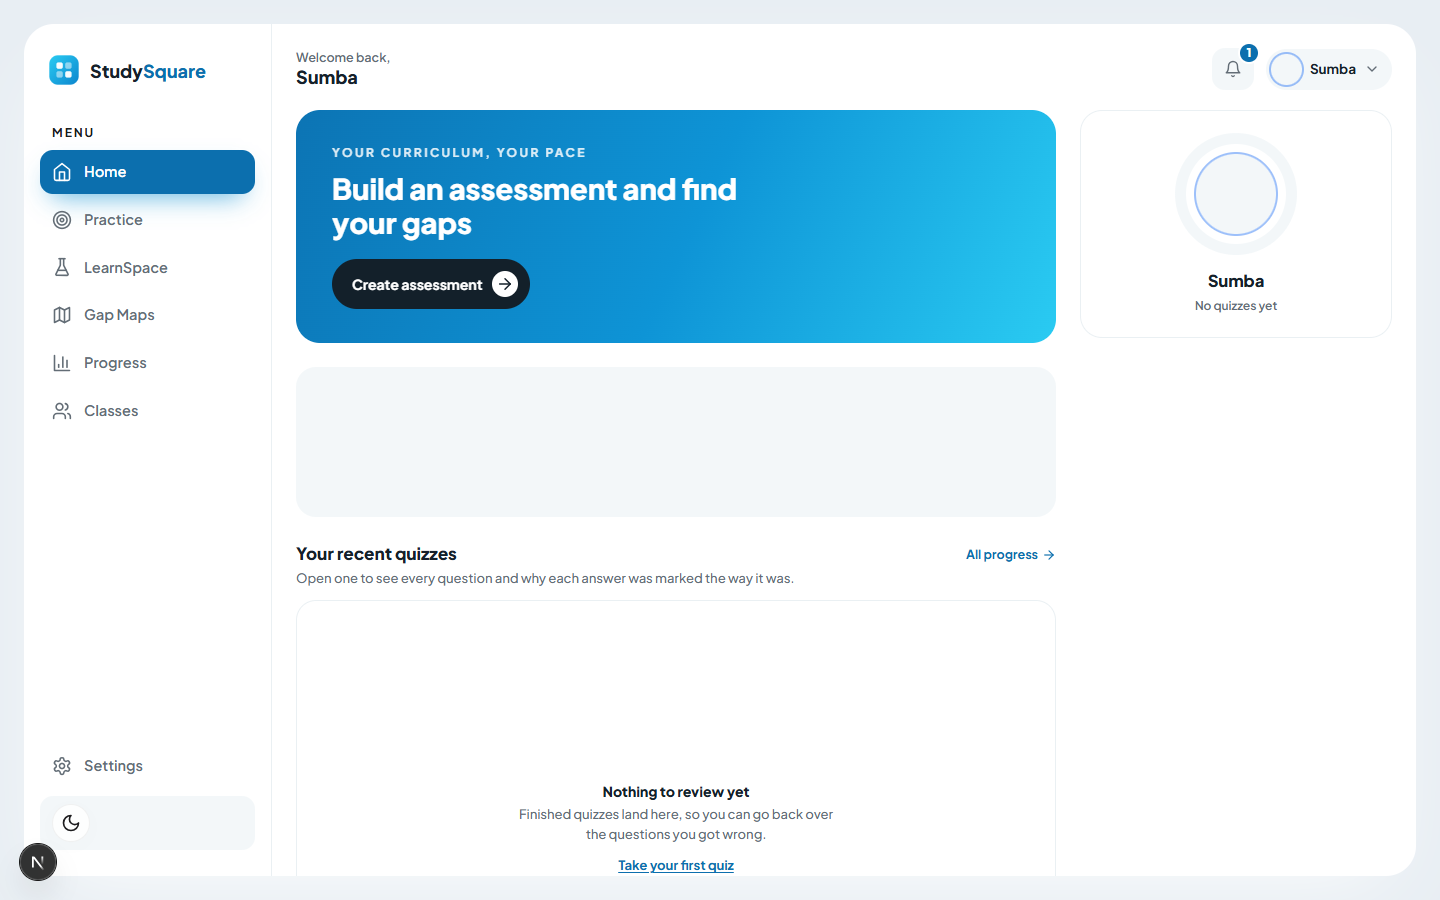 StudySquare
MENU
Home
Practice
LearnSpace
Gap Maps
Progress
Classes
Settings
N
Welcome back,
Sumba
1
Sumba
YOUR CURRICULUM, YOUR PACE
Build an assessment and find
your gaps
Create assessment
Sumba
No quizzes yet
Your recent quizzes
All progress
Open one to see every question and why each answer was marked the way it was.
Nothing to review yet
Finished quizzes land here, so you can go back over
the questions you got wrong.
Take your first quiz